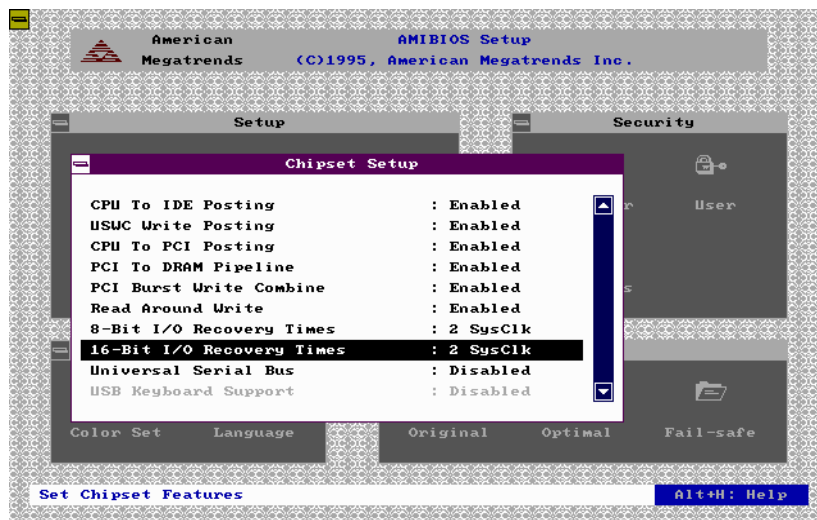 American AMIBIOS Setup
Megatrends (C)1995, American Megatrends Inc.
Setup Security
Chipset Setup
CPU To IDE Posting : Enabled
USWC Write Posting : Enabled
CPU To PCI Posting : Enabled
PCI To DRAM Pipeline : Enabled
PCI Burst Write Combine : Enabled
Read Around Write : Enabled
8-Bit I/O Recovery Times : 2 SysClk
16-Bit I/O Recovery Times : 2 SysClk
Universal Serial Bus : Disabled
USB Keyboard Support : Disabled
User
Color Set Language Original Optimal Fail-safe
Set Chipset Features Alt+H: Help